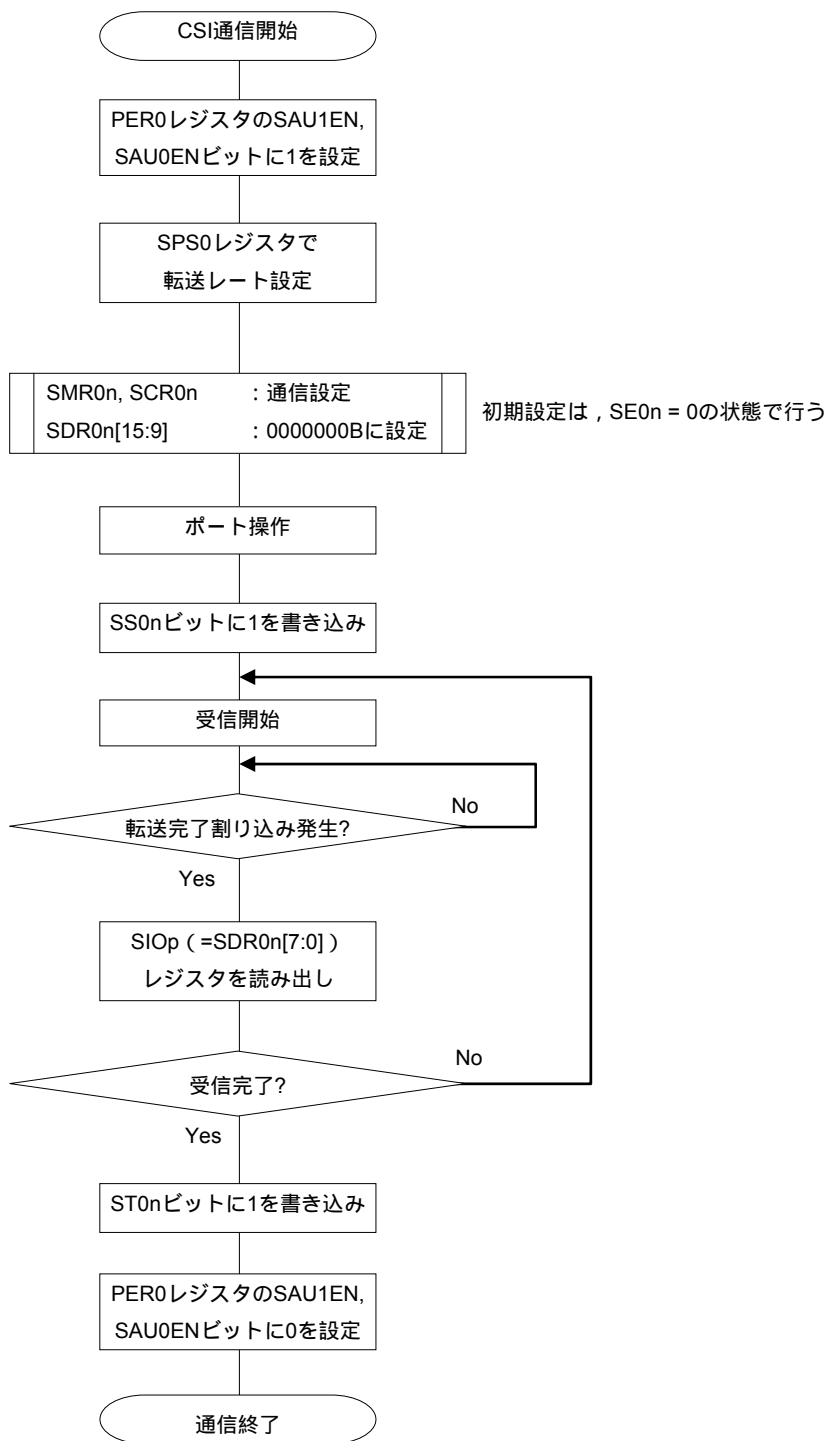 CSI通信開始
PER0レジスタのSAU1EN,
SAU0ENビットに1を設定
SPS0レジスタで
転送レート設定
SMR0n, SCR0n ：通信設定
SDR0n[15:9] ：0000000Bに設定
初期設定は，SE0n = 0の状態で行う
ポート操作
SS0nビットに1を書き込み
受信開始
転送完了割り込み発生?
No
Yes
SIOp（=SDR0n[7:0]）
レジスタを読み出し
受信完了?
No
Yes
ST0nビットに1を書き込み
PER0レジスタのSAU1EN,
SAU0ENビットに0を設定
通信終了